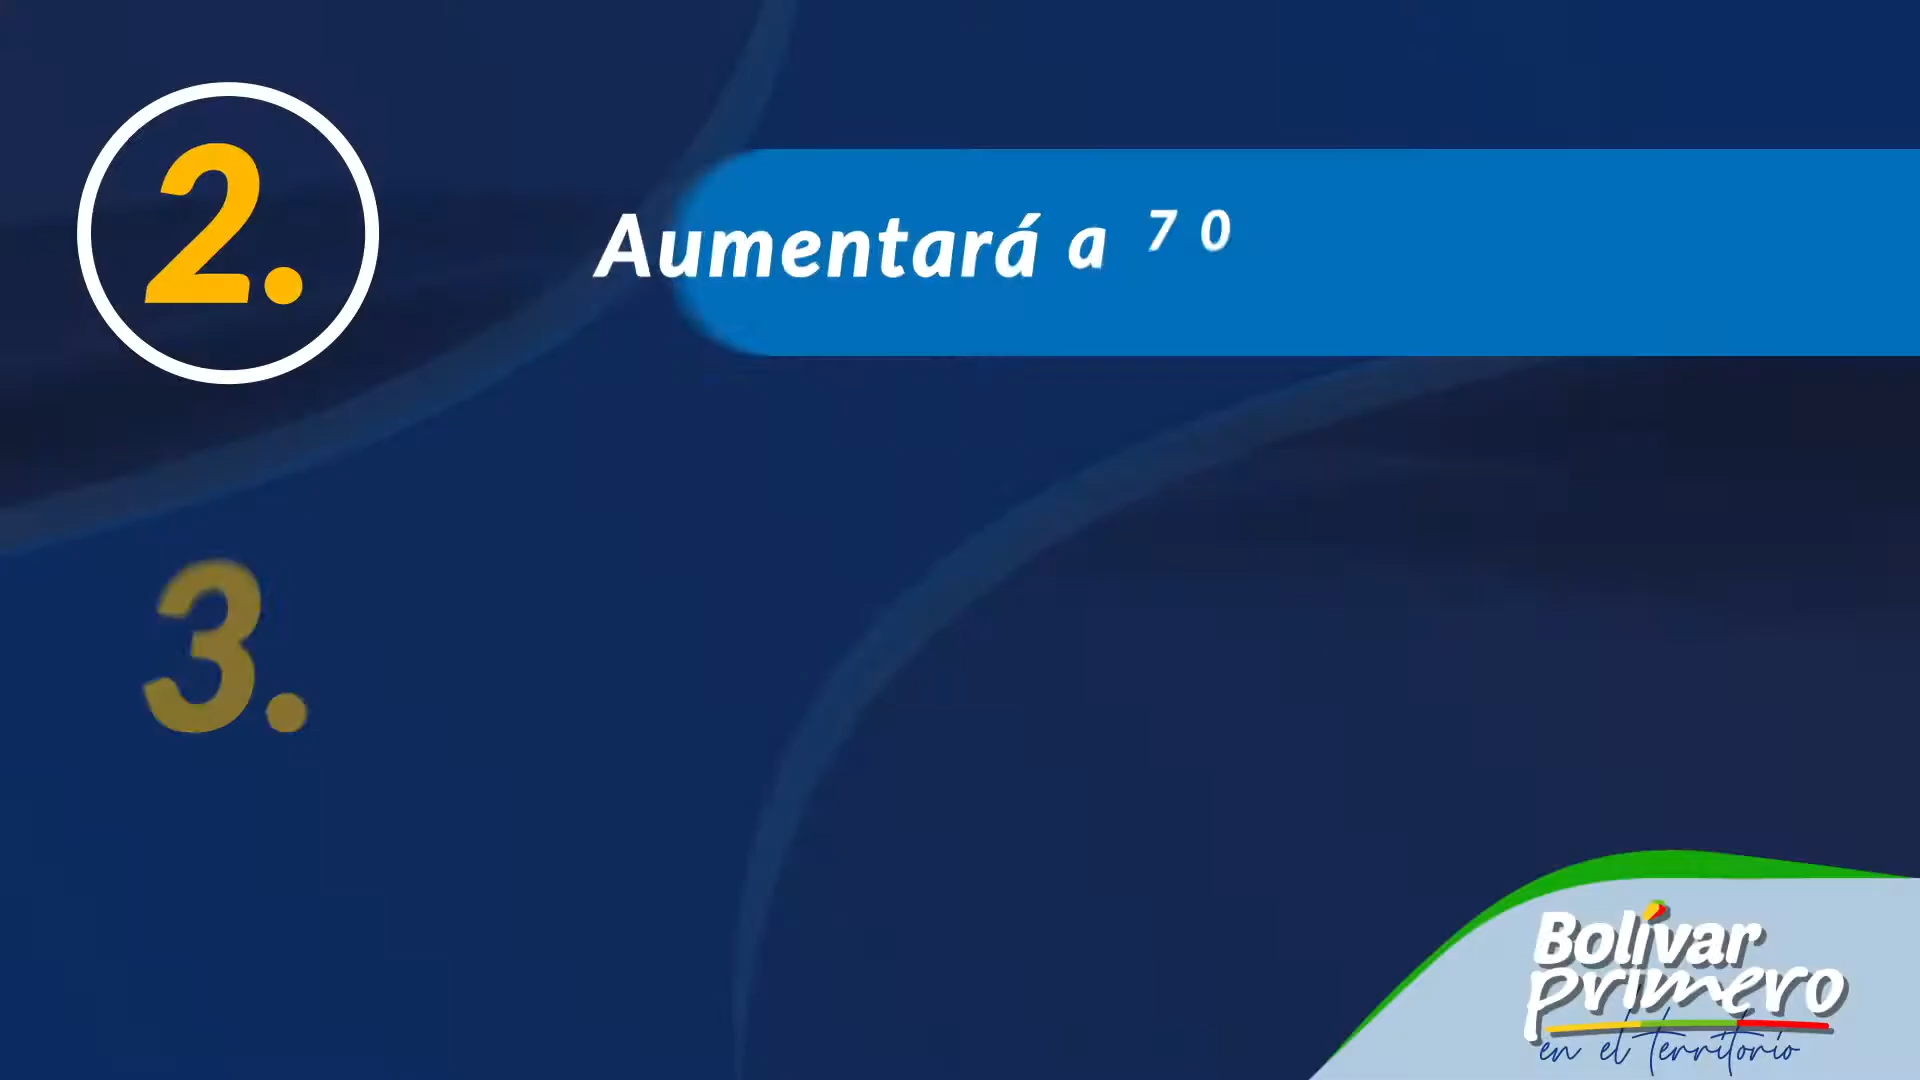 2.
Aumentará a 70
3.
Bolívar
primero
en el territorio